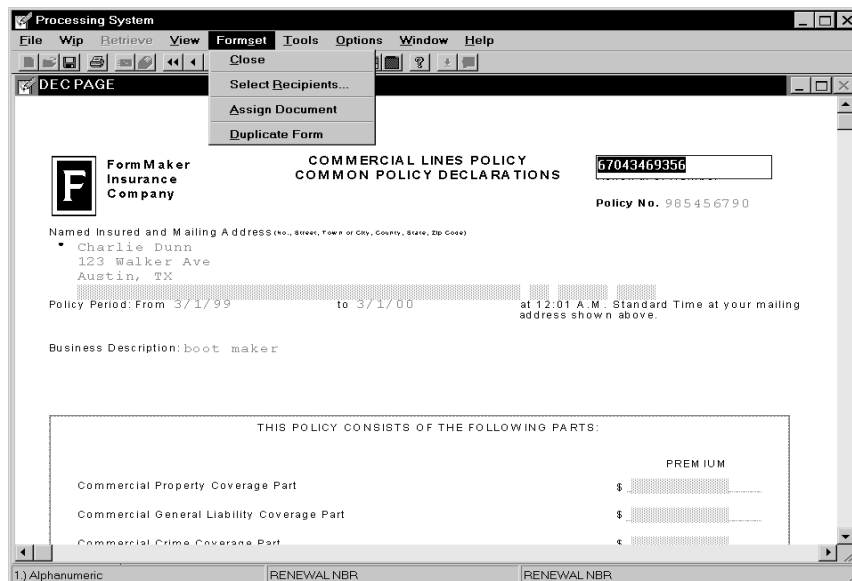 Processing System
File Wip Retrieve View Formset Tools Options Window Help
Close
Select Recipients...
Assign Document
Duplicate Form
DEC PAGE
F
FormMaker
Insurance
Company
COMMERCIAL LINES POLICY
COMMON POLICY DECLARATIONS
67043469356
Policy No. 985456790
Named Insured and Mailing Address (No., Street, Town or City, County, State, Zip Code)
Charlie Dunn
123 Walker Ave
Austin, TX
Policy Period: From 3/1/99 to 3/1/00 at 12:01 A.M. Standard Time at your mailing
address shown above.
Business Description: boot maker
THIS POLICY CONSISTS OF THE FOLLOWING PARTS:
PREMIUM
Commercial Property Coverage Part $
Commercial General Liability Coverage Part $
Commercial Crime Coverage Part $
1.) Alphanumeric RENEWAL NBR RENEWAL NBR